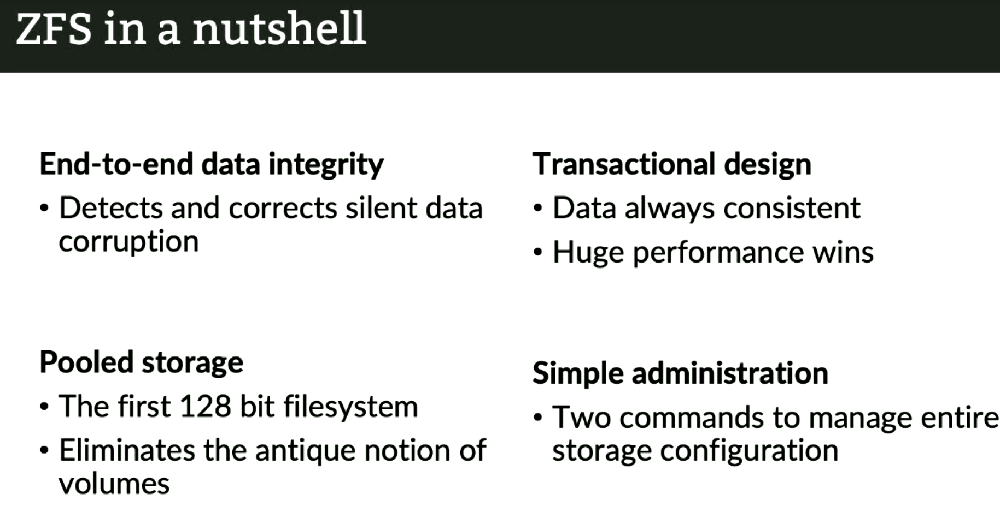 ZFS in a nutshell
End-to-end data integrity
• Detects and corrects silent data
corruption
Pooled storage
• The first 128 bit filesystem
• Eliminates the antique notion of
volumes
Transactional design
• Data always consistent
• Huge performance wins
Simple administration
• Two commands to manage entire
storage configuration